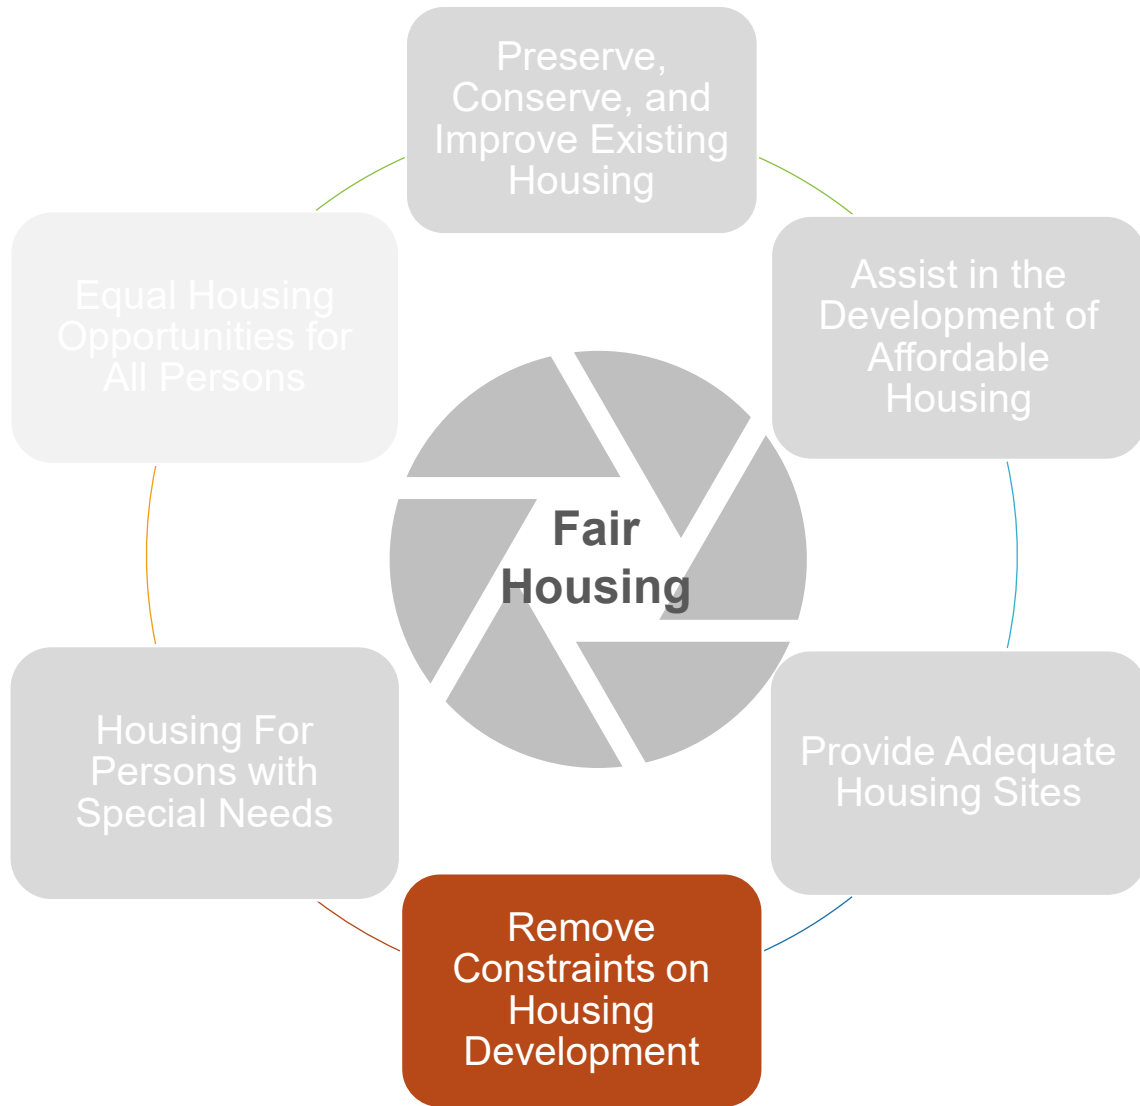 Preserve,
Conserve, and
Improve Existing
Housing
Equal Housing
Opportunities for
All Persons
Assist in the
Development of
Affordable
Housing
Fair
Housing
Housing For
Persons with
Special Needs
Provide Adequate
Housing Sites
Remove
Constraints on
Housing
Development